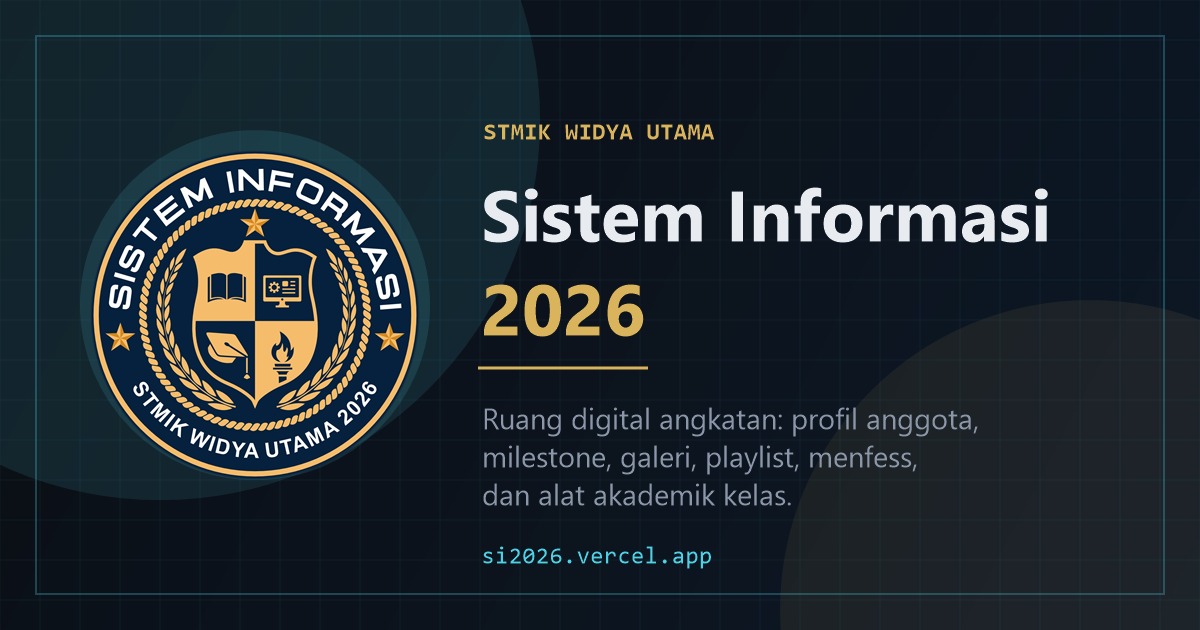 SISTEM INFORMASI
STMIK WIDYA UTAMA 2026
STMIK WIDYA UTAMA
Sistem Informasi
2026
Ruang digital angkatan: profil anggota,
milestone, galeri, playlist, menfess,
dan alat akademik kelas.
si2026.vercel.app